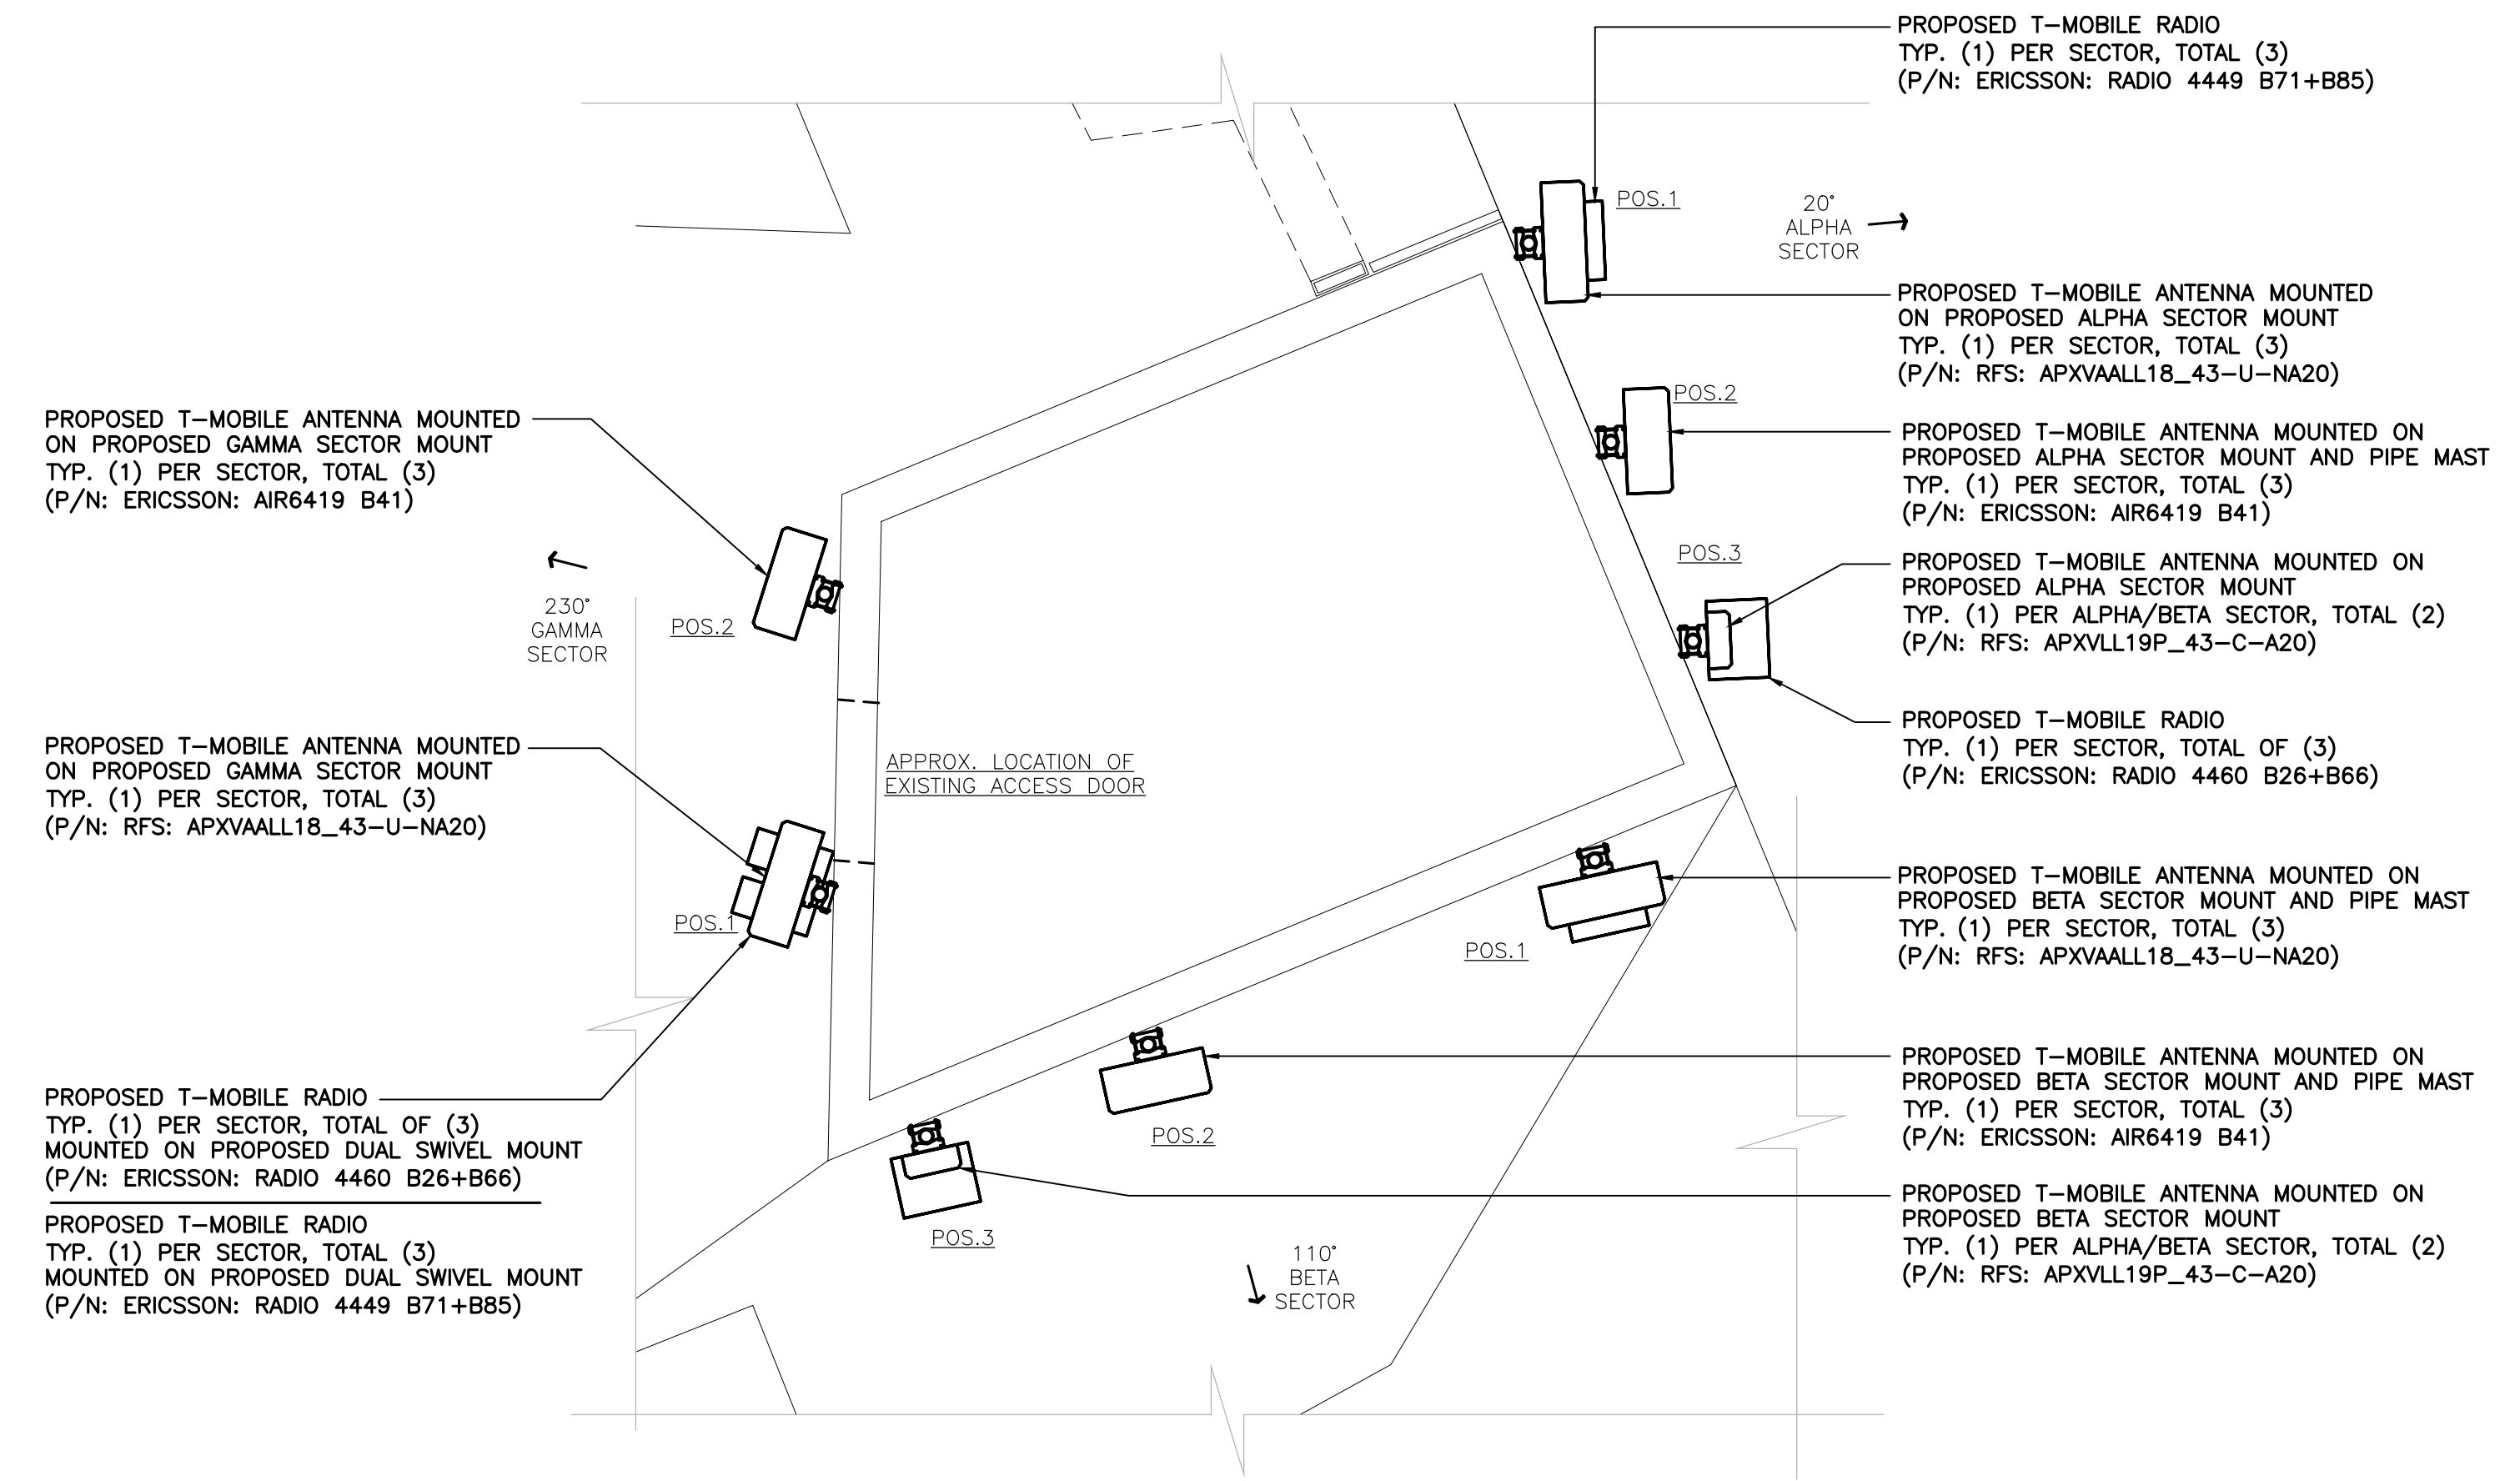 PROPOSED T-MOBILE RADIO
TYP. (1) PER SECTOR, TOTAL (3)
(P/N: ERICSSON: RADIO 4449 B71+B85)
POS.1
20°
ALPHA
SECTOR
PROPOSED T-MOBILE ANTENNA MOUNTED
ON PROPOSED ALPHA SECTOR MOUNT
TYP. (1) PER SECTOR, TOTAL (3)
(P/N: RFS: APXVAALL18_43-U-NA20)
POS.2
PROPOSED T-MOBILE ANTENNA MOUNTED ON
PROPOSED ALPHA SECTOR MOUNT AND PIPE MAST
TYP. (1) PER SECTOR, TOTAL (3)
(P/N: ERICSSON: AIR6419 B41)
POS.3
PROPOSED T-MOBILE ANTENNA MOUNTED ON
PROPOSED ALPHA SECTOR MOUNT
TYP. (1) PER ALPHA/BETA SECTOR, TOTAL (2)
(P/N: RFS: APXVLL19P_43-C-A20)
PROPOSED T-MOBILE RADIO
TYP. (1) PER SECTOR, TOTAL OF (3)
(P/N: ERICSSON: RADIO 4460 B26+B66)
PROPOSED T-MOBILE ANTENNA MOUNTED ON
PROPOSED BETA SECTOR MOUNT AND PIPE MAST
TYP. (1) PER SECTOR, TOTAL (3)
(P/N: RFS: APXVAALL18_43-U-NA20)
POS.1
PROPOSED T-MOBILE ANTENNA MOUNTED ON
PROPOSED BETA SECTOR MOUNT AND PIPE MAST
TYP. (1) PER SECTOR, TOTAL (3)
(P/N: ERICSSON: AIR6419 B41)
POS.2
PROPOSED T-MOBILE ANTENNA MOUNTED ON
PROPOSED BETA SECTOR MOUNT
TYP. (1) PER ALPHA/BETA SECTOR, TOTAL (2)
(P/N: RFS: APXVLL19P_43-C-A20)
POS.3
110°
BETA
SECTOR
APPROX. LOCATION OF
EXISTING ACCESS DOOR
PROPOSED T-MOBILE ANTENNA MOUNTED
ON PROPOSED GAMMA SECTOR MOUNT
TYP. (1) PER SECTOR, TOTAL (3)
(P/N: ERICSSON: AIR6419 B41)
230°
GAMMA
SECTOR
POS.2
PROPOSED T-MOBILE ANTENNA MOUNTED
ON PROPOSED GAMMA SECTOR MOUNT
TYP. (1) PER SECTOR, TOTAL (3)
(P/N: RFS: APXVAALL18_43-U-NA20)
POS.1
PROPOSED T-MOBILE RADIO
TYP. (1) PER SECTOR, TOTAL OF (3)
MOUNTED ON PROPOSED DUAL SWIVEL MOUNT
(P/N: ERICSSON: RADIO 4460 B26+B66)
PROPOSED T-MOBILE RADIO
TYP. (1) PER SECTOR, TOTAL (3)
MOUNTED ON PROPOSED DUAL SWIVEL MOUNT
(P/N: ERICSSON: RADIO 4449 B71+B85)